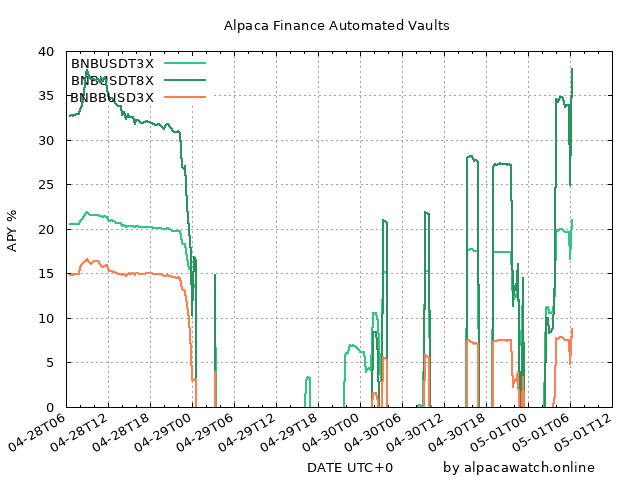 Alpaca Finance Automated Vaults
40
35
30
25
20
15
10
5
0
APY %
BNBUSDT3X
BNBUSDT8X
BNBBUSD3X
04-28T06
04-28T12
04-28T18
04-29T00
04-29T06
04-29T12
04-29T18
04-30T00
04-30T06
04-30T12
04-30T18
05-01T00
05-01T06
05-01T12
DATE UTC+0
by alpacawatch.online